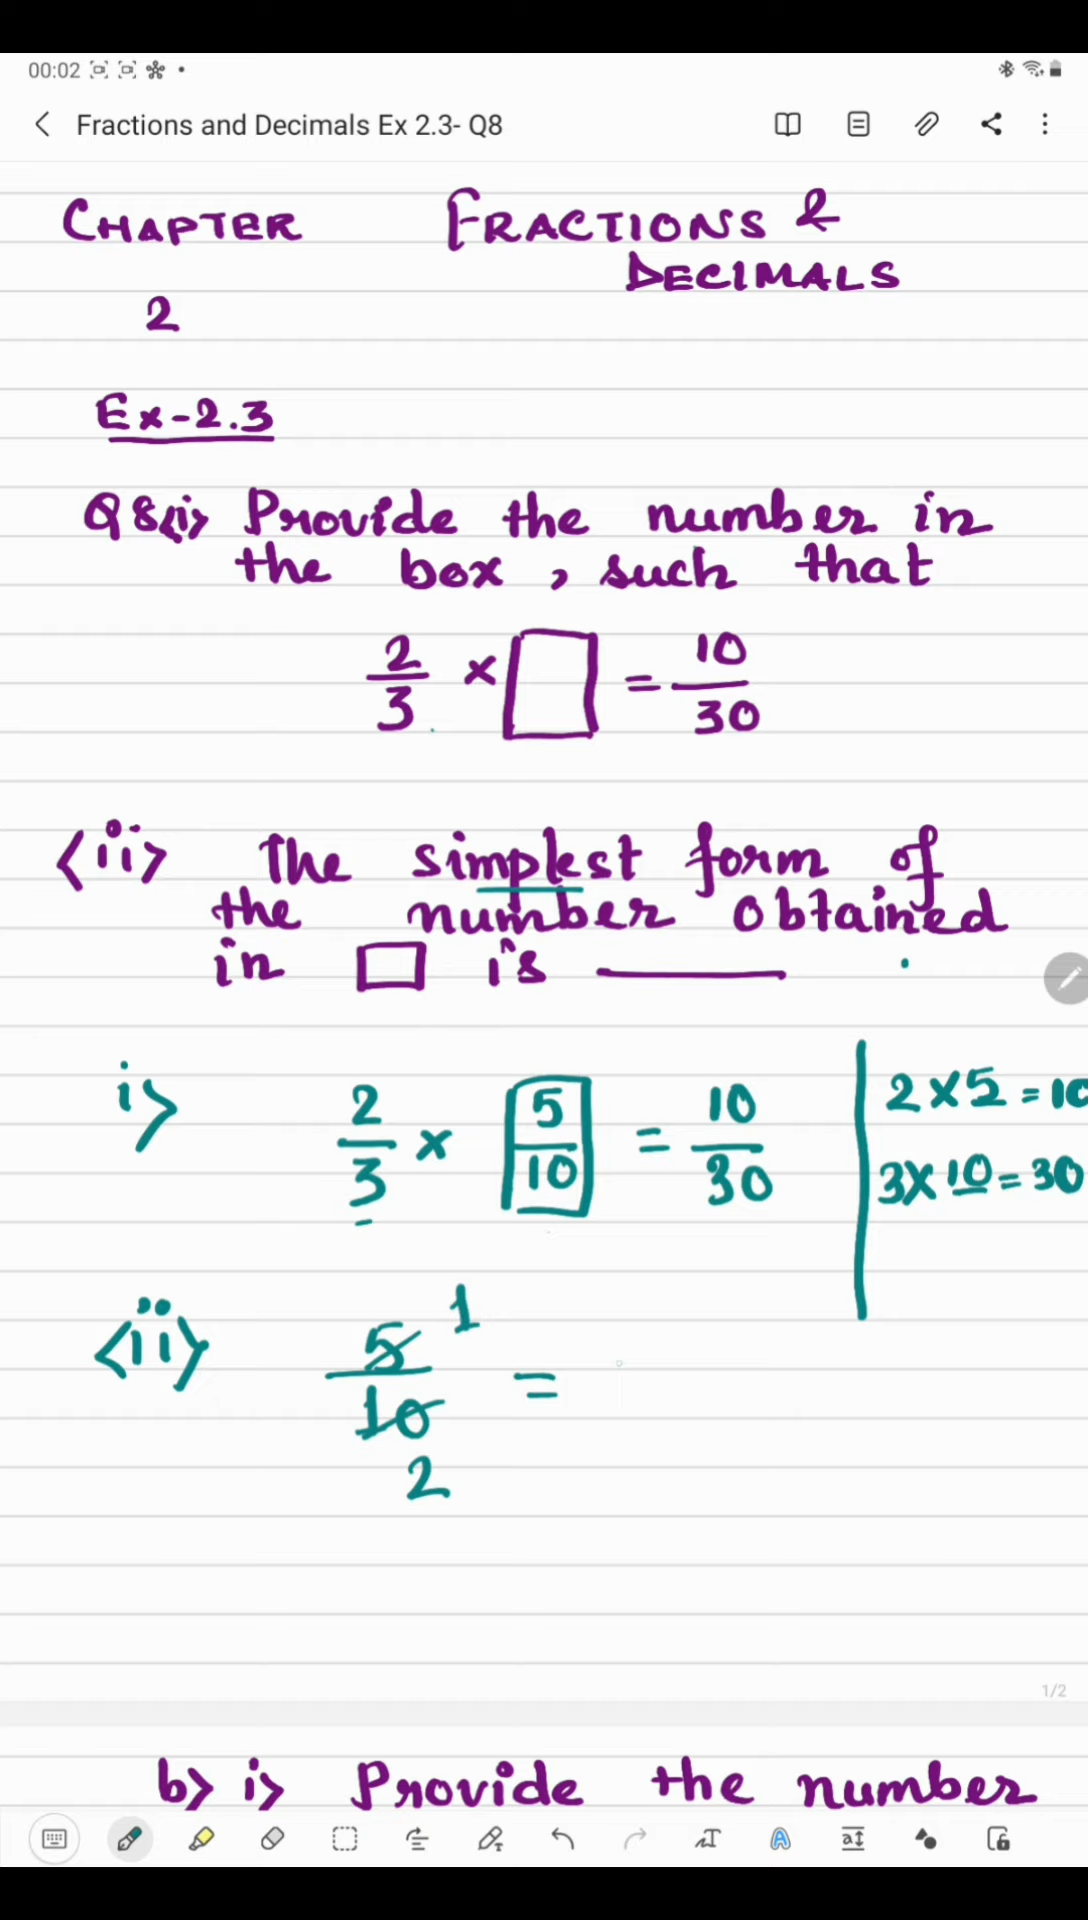 00:02
Fractions and Decimals Ex 2.3- Q8
CHAPTER FRACTIONS &
DECIMALS
2
Ex-2.3
Q8(i) Provide the number in
the box, such that
2/3 × □ = 10/30
<ii> The simplest form of
the number obtained
in □ is ______
i> 2/3 × 5/10 = 10/30 | 2×5=10
3×10=30
<ii> 5/10 1 =
2
1/2
b> i> Provide the number